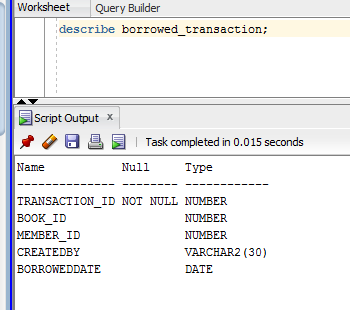 Worksheet Query Builder
describe borrowed_transaction;
Script Output x
Task completed in 0.015 seconds
Name Null Type
-------------- -------- ------------
TRANSACTION_ID NOT NULL NUMBER
BOOK_ID NUMBER
MEMBER_ID NUMBER
CREATEDBY VARCHAR2(30)
BORROWEDDATE DATE